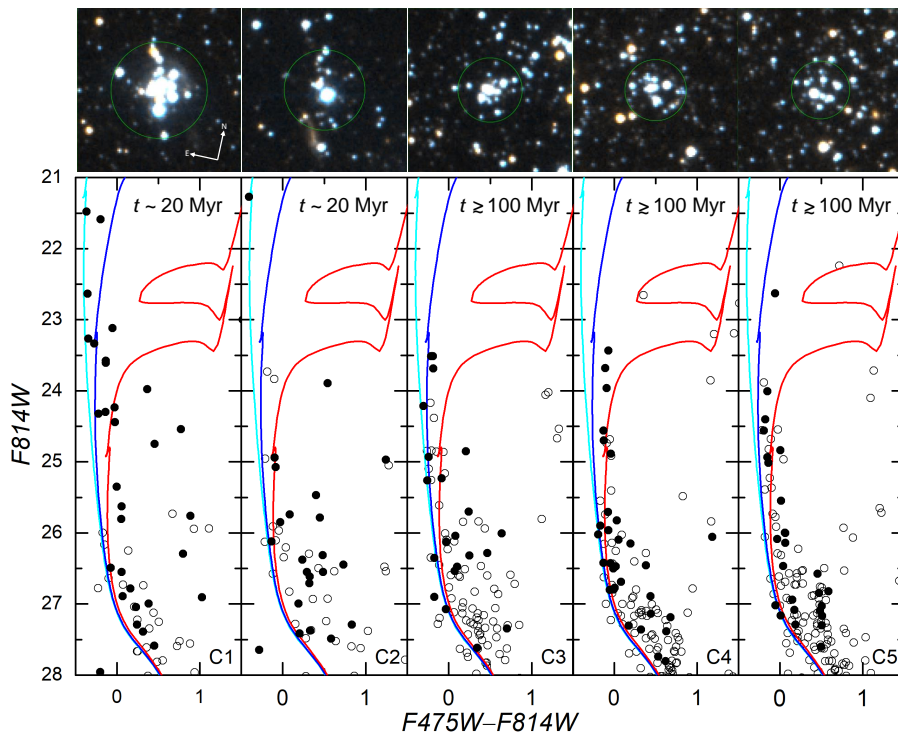 N
E
21
22
23
24
25
26
27
28
F814W
t ~ 20 Myr
t ~ 20 Myr
t ≳ 100 Myr
t ≳ 100 Myr
t ≳ 100 Myr
C1
C2
C3
C4
C5
0 1 0 1 0 1 0 1 0 1
F475W–F814W